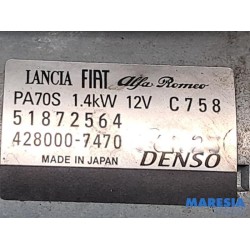 LANCIA FIAT Alfa Romeo
PA70S 1.4kW 12V C758
51872564
428000-7470
MADE IN JAPAN DENSO
MARESIA